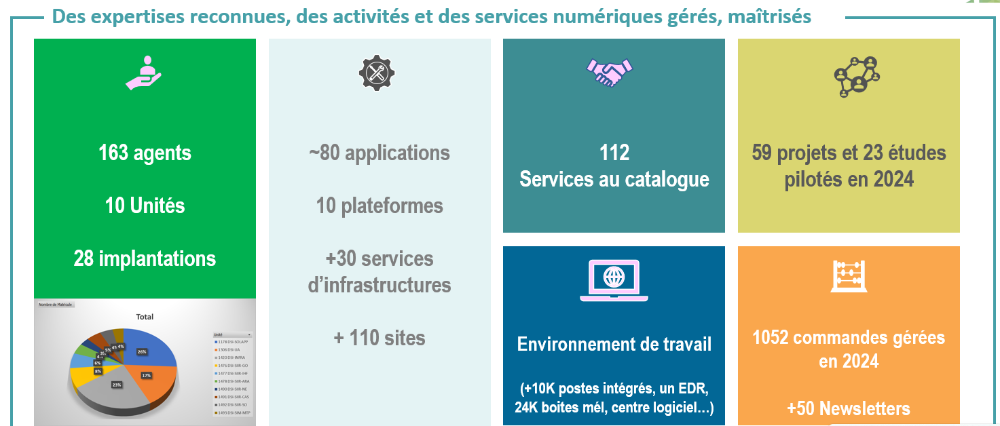 Des expertises reconnues, des activités et des services numériques gérés, maîtrisés
163 agents
10 Unités
28 implantations
Nombre de Matricule
Total
26%
17%
23%
8%
6%
4%
3%
5%
4%
4%
Unité
1178 DSI-SOLAPP
1306 DSI-UA
1420 DSI-INFRA
1476 DSI-SIIR-GO
1477 DSI-SIIR-IHF
1478 DSI-SIIR-ARA
1490 DSI-SIIR-NE
1491 DSI-SIIR-CAS
1492 DSI-SIIR-SO
1493 DSI-SIM-MTP
~80 applications
10 plateformes
+30 services
d’infrastructures
+ 110 sites
112
Services au catalogue
Environnement de travail
(+10K postes intégrés, un EDR,
24K boites mél, centre logiciel…)
59 projets et 23 études
pilotés en 2024
1052 commandes gérées
en 2024
+50 Newsletters